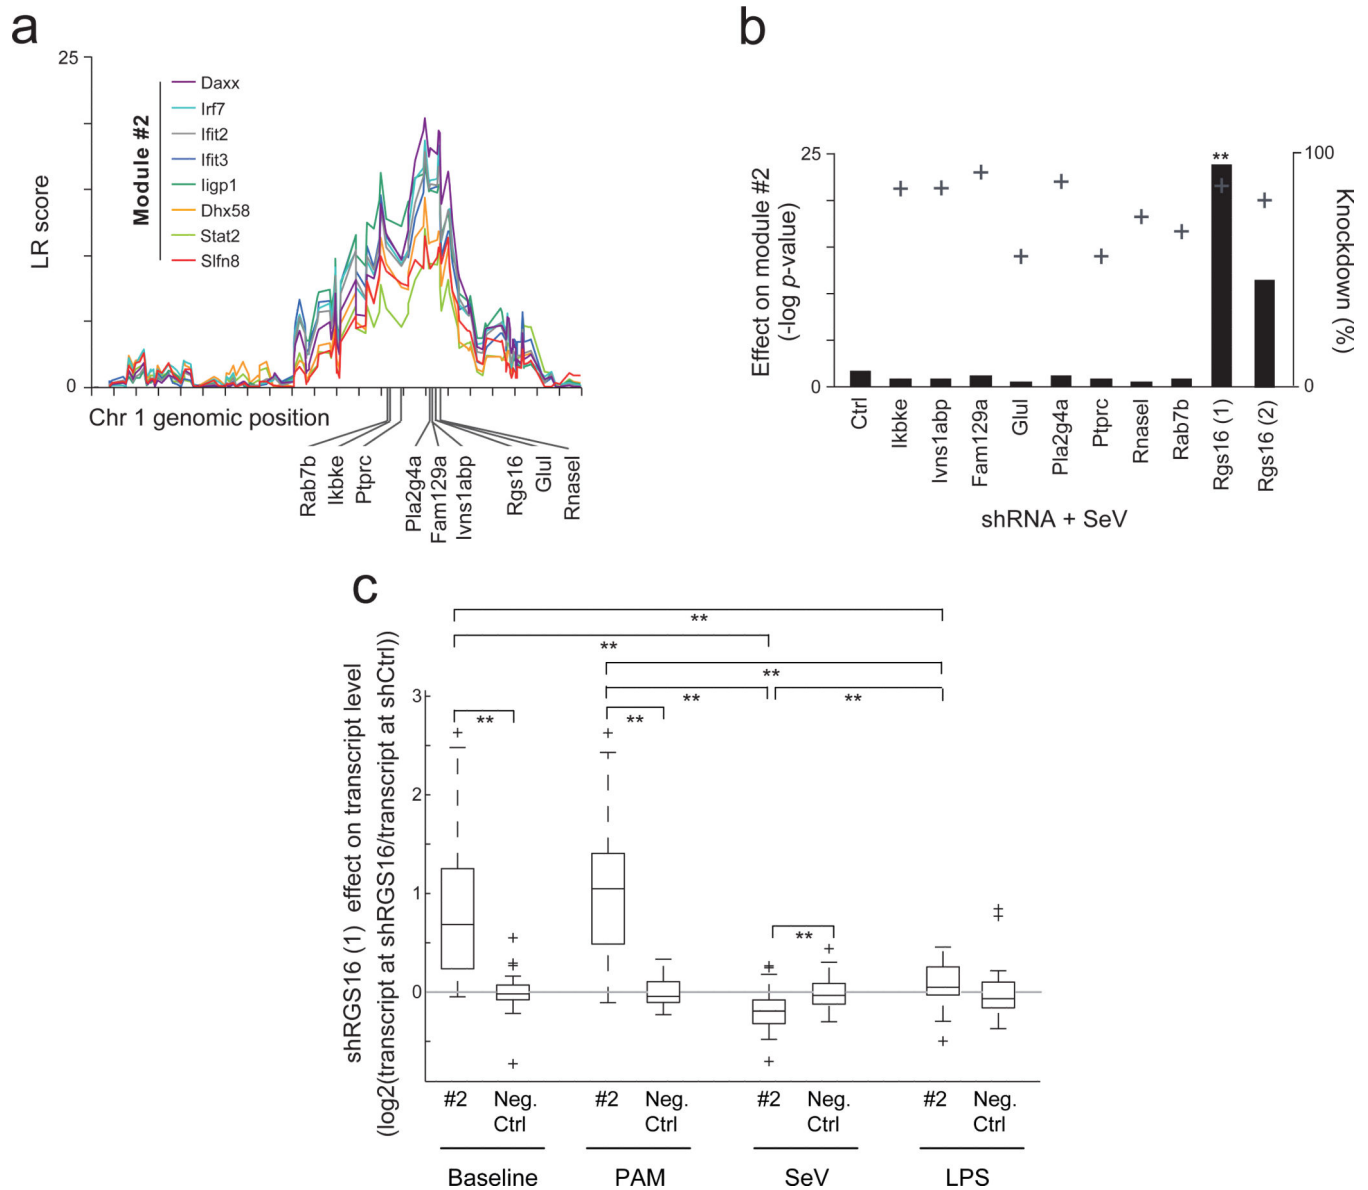 a
25
LR score
0
Module #2
Daxx
Irf7
Ifit2
Ifit3
Iigp1
Dhx58
Stat2
Slfn8
Chr 1 genomic position
Rab7b
Ikbke
Ptprc
Pla2g4a
Fam129a
Ivns1abp
Rgs16
Glul
Rnasel
b
Effect on module #2
(-log p-value)
25
0
**
100
0
Knockdown (%)
Ctrl
Ikbke
Ivns1abp
Fam129a
Glul
Pla2g4a
Ptprc
Rnasel
Rab7b
Rgs16 (1)
Rgs16 (2)
shRNA + SeV
c
shRGS16 (1) effect on transcript level
(log2(transcript at shRGS16/transcript at shCtrl))
3
2
1
0
**
**
**
**
**
**
**
**
#2
Neg.
Ctrl
#2
Neg.
Ctrl
#2
Neg.
Ctrl
#2
Neg.
Ctrl
Baseline
PAM
SeV
LPS